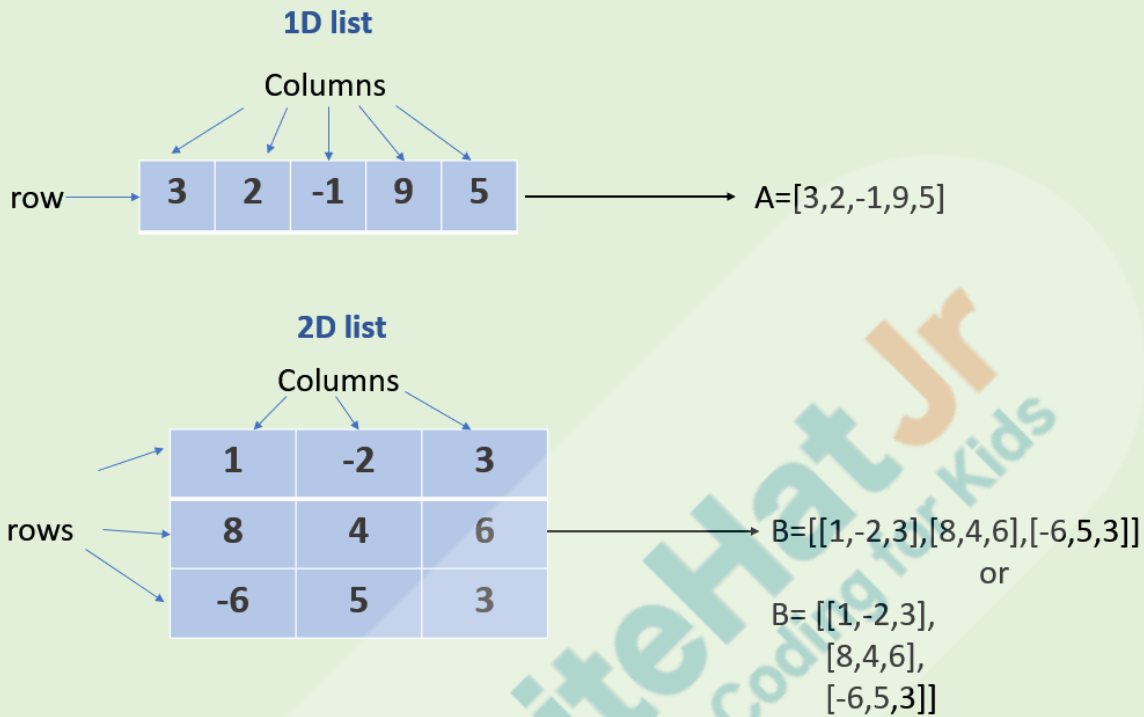 1D list
Columns
row
3 2 -1 9 5
A=[3,2,-1,9,5]
2D list
Columns
1 -2 3
rows
8 4 6
B=[[1,-2,3],[8,4,6],[-6,5,3]]
or
-6 5 3
B= [[1,-2,3],
[8,4,6],
[-6,5,3]]
iteHat Jr
Coding for Kids